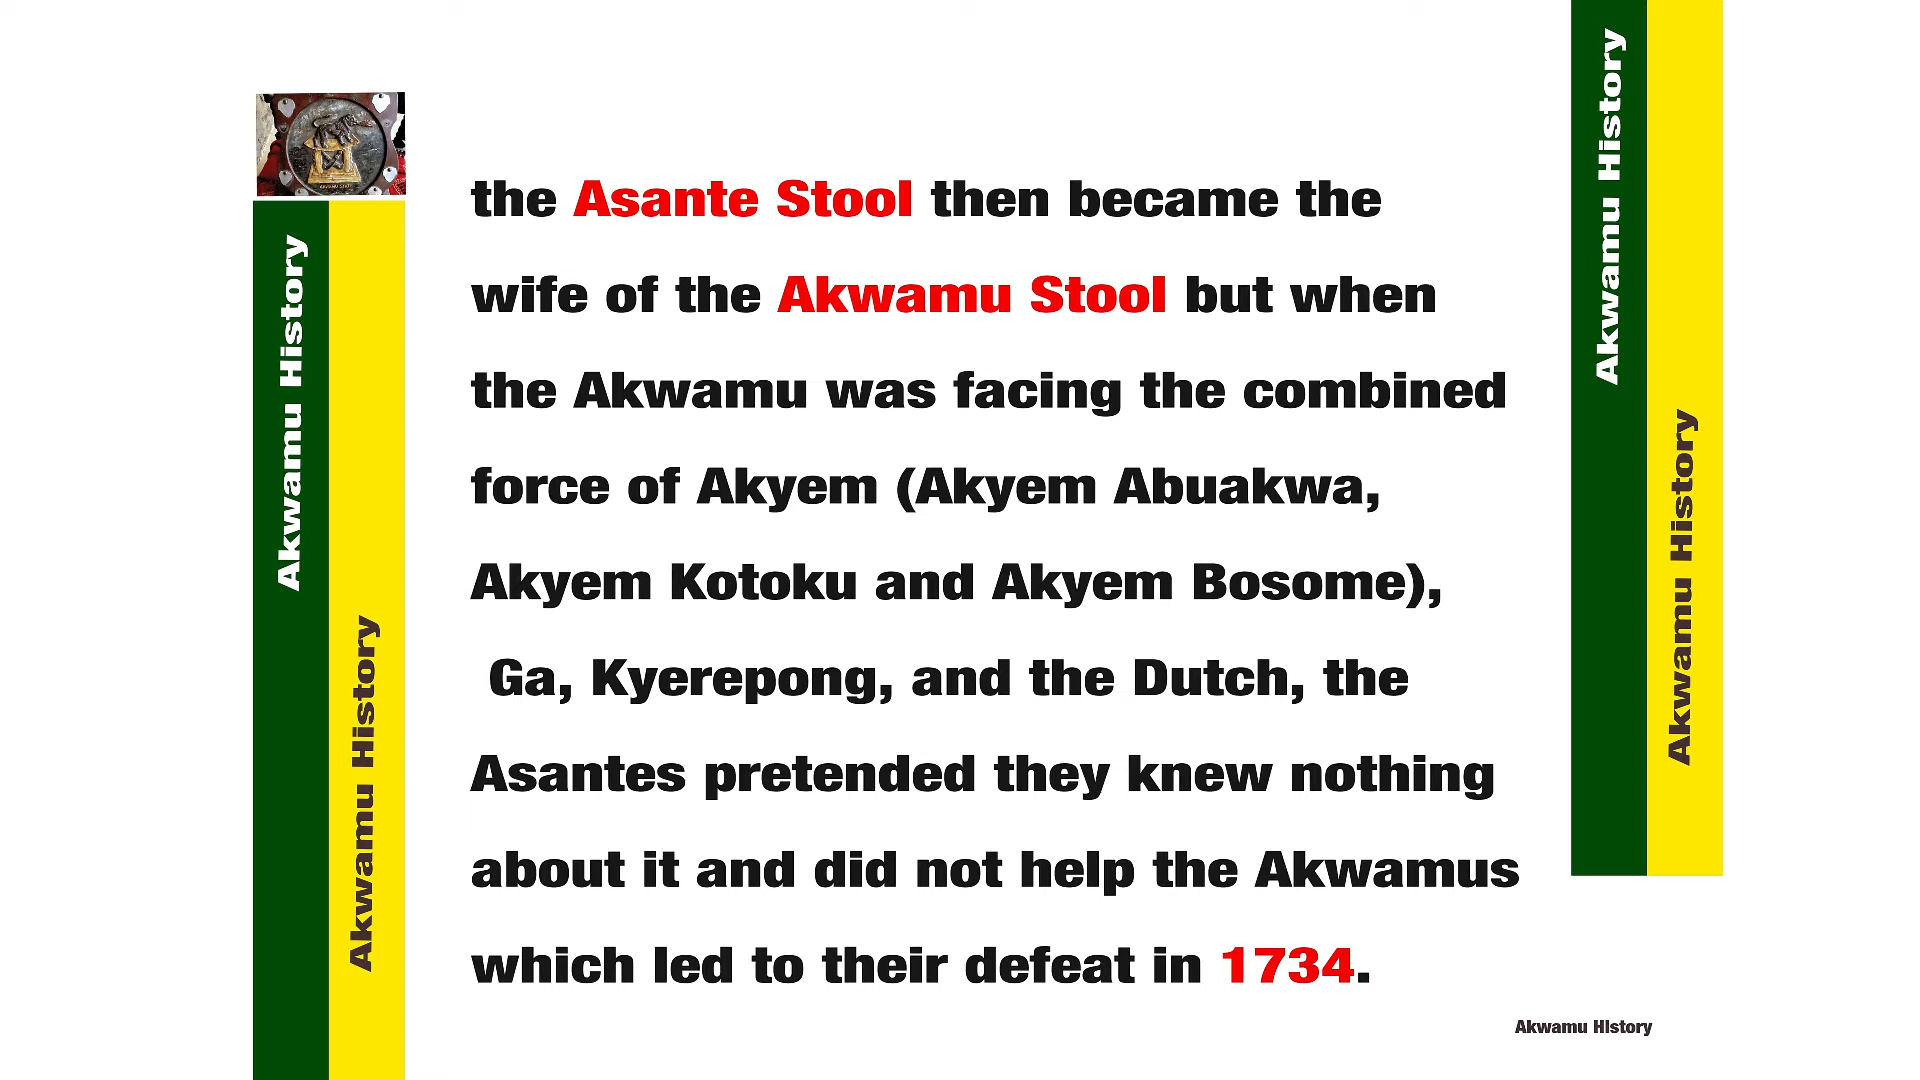 the Asante Stool then became the
wife of the Akwamu Stool but when
the Akwamu was facing the combined
force of Akyem (Akyem Abuakwa,
Akyem Kotoku and Akyem Bosome),
Ga, Kyerepong, and the Dutch, the
Asantes pretended they knew nothing
about it and did not help the Akwamus
which led to their defeat in 1734.
Akwamu History
Akwamu History
Akwamu History
Akwamu History
Akwamu History